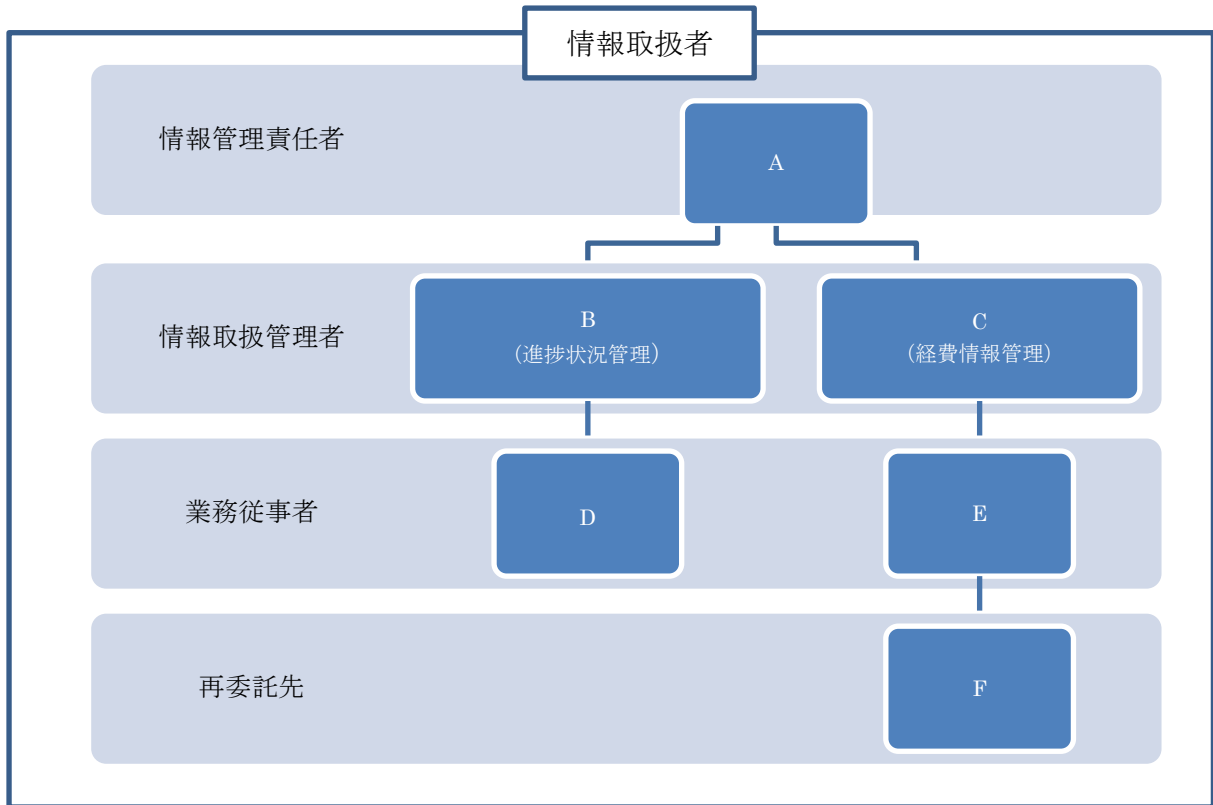 情報取扱者
情報管理責任者
A
情報取扱管理者
B
（進捗状況管理）
C
（経費情報管理）
業務従事者
D
E
再委託先
F